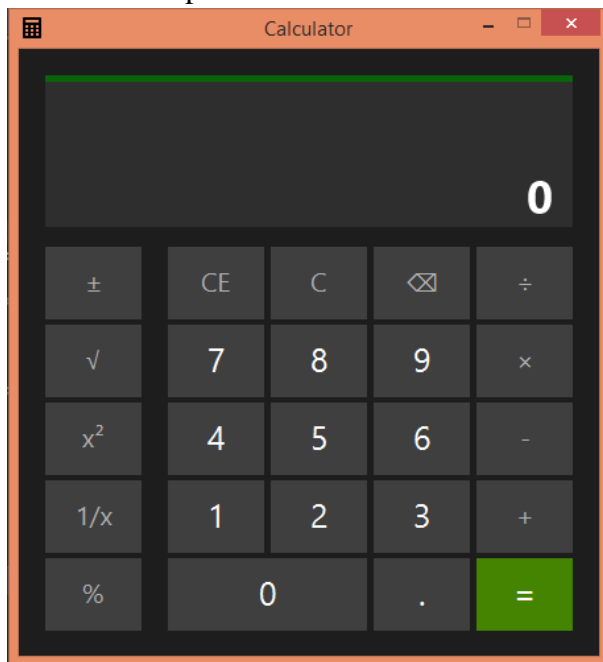 Calculator
0
± CE C ⌫ ÷
√ 7 8 9 ×
x² 4 5 6 -
1/x 1 2 3 +
% 0 . =